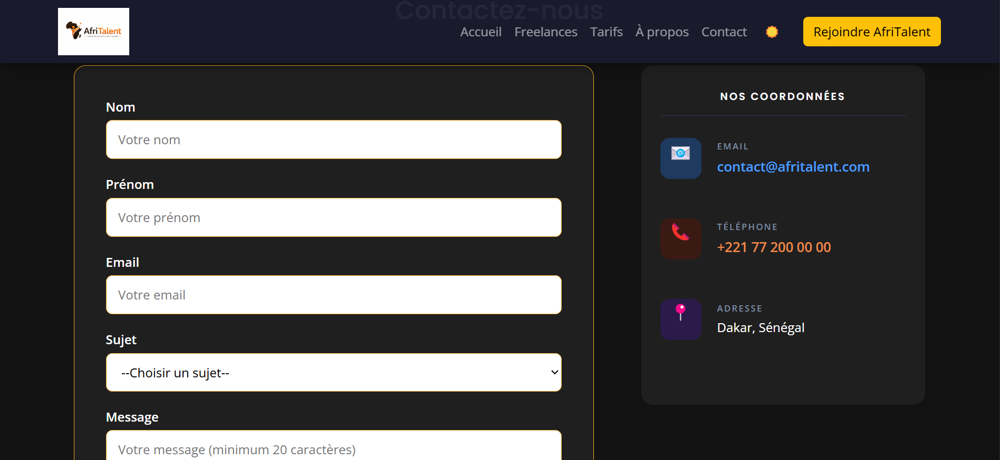 Contactez-nous
AfriTalent
Accueil
Freelances
Tarifs
À propos
Contact
Rejoindre AfriTalent
Nom
Votre nom
Prénom
Votre prénom
Email
Votre email
Sujet
--Choisir un sujet--
Message
Votre message (minimum 20 caractères)
NOS COORDONNÉES
EMAIL
contact@afritalent.com
TÉLÉPHONE
+221 77 200 00 00
ADRESSE
Dakar, Sénégal